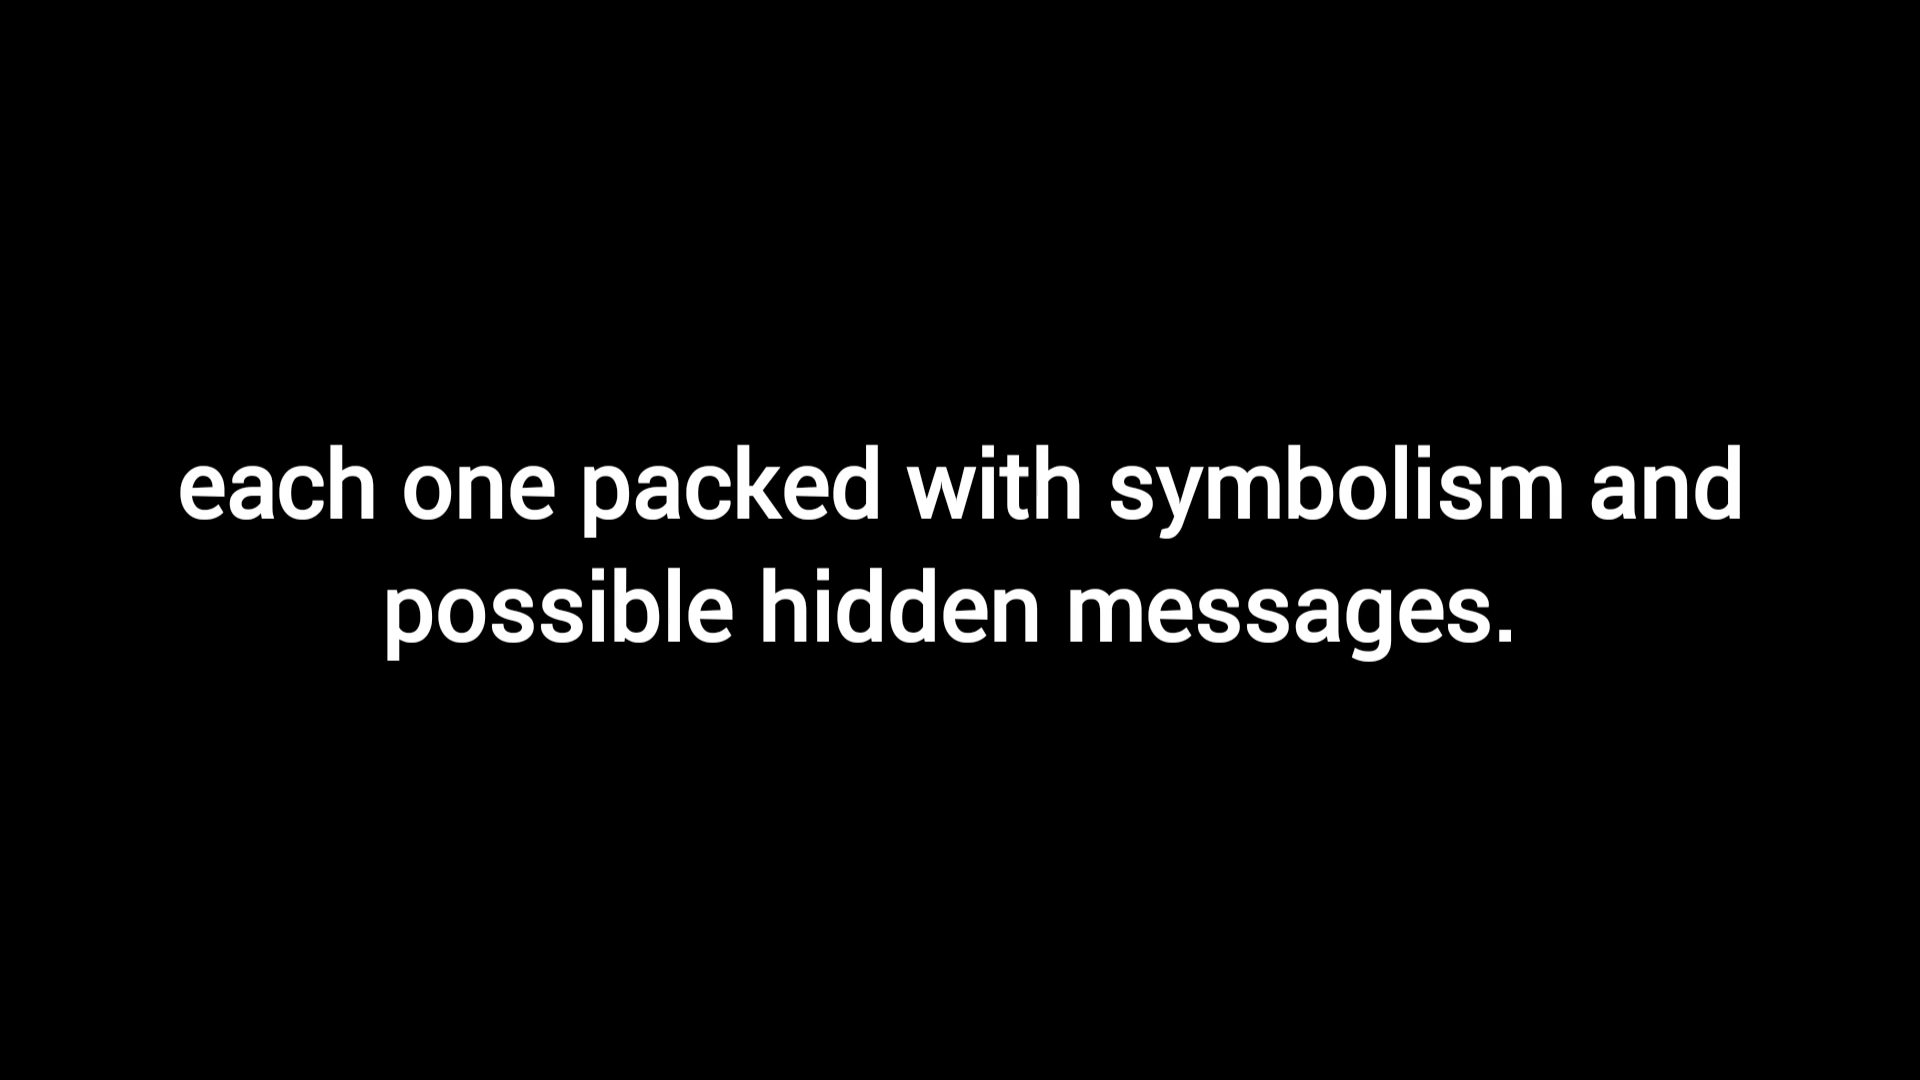 each one packed with symbolism and
possible hidden messages.